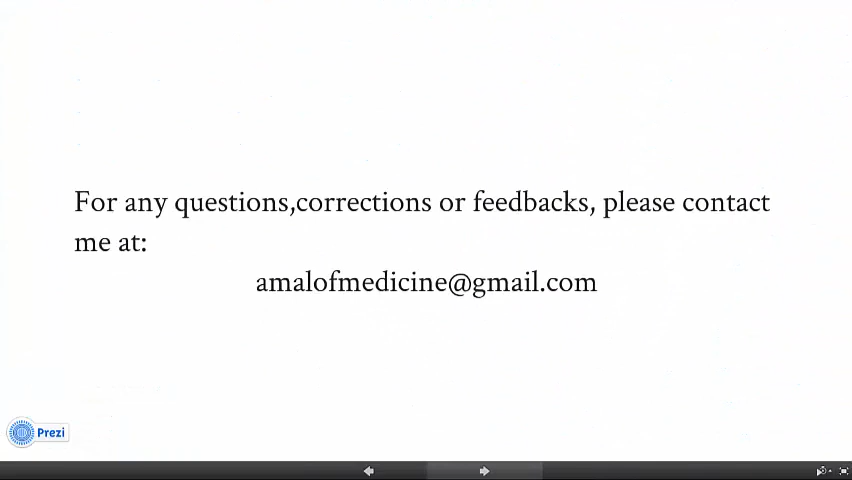 For any questions,corrections or feedbacks, please contact
me at:
amalofmedicine@gmail.com
Prezi